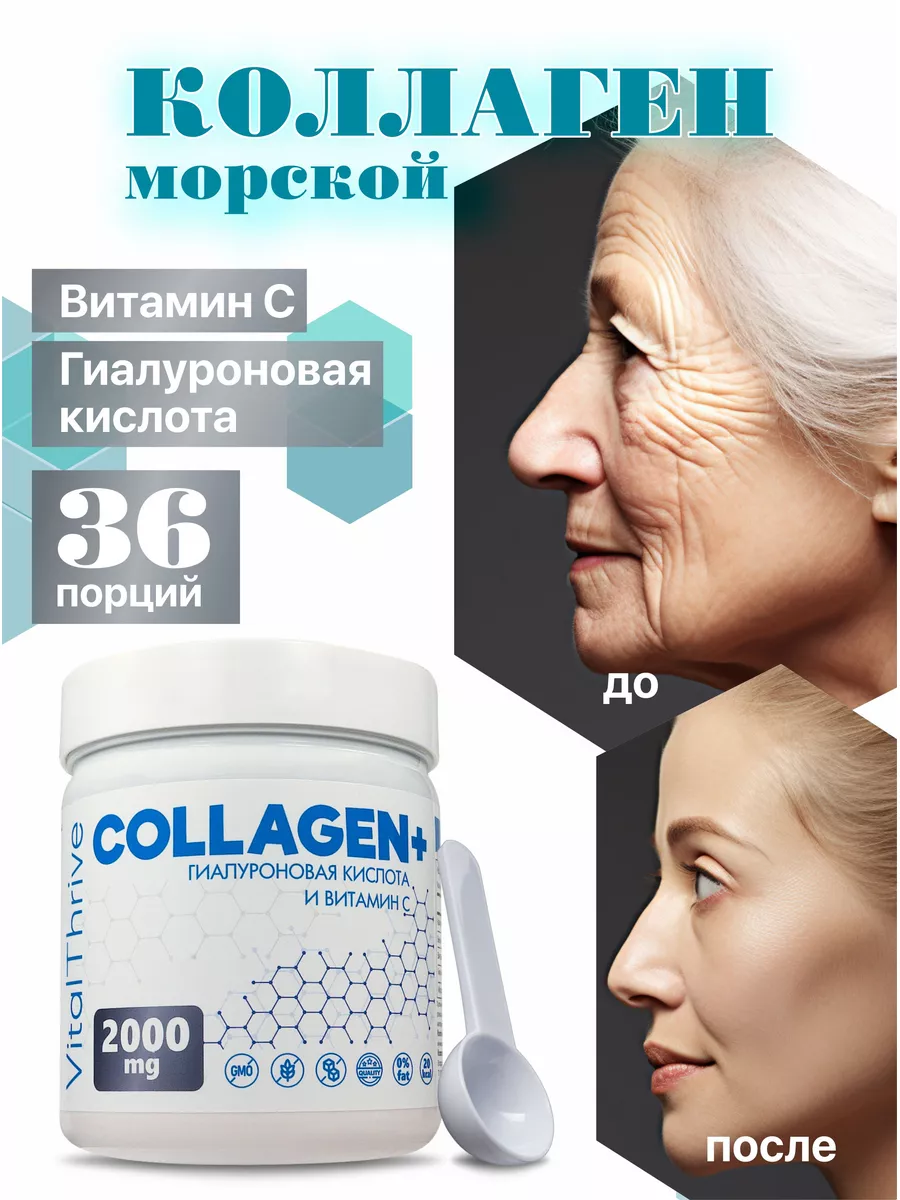 КОЛЛАГЕН
морской
Витамин С
Гиалуроновая
кислота
36
порций
до
VitalThrive
COLLAGEN+
ГИАЛУРОНОВАЯ КИСЛОТА
И ВИТАМИН С
2000
mg
GMO
QUALITY
0%
fat
20
после